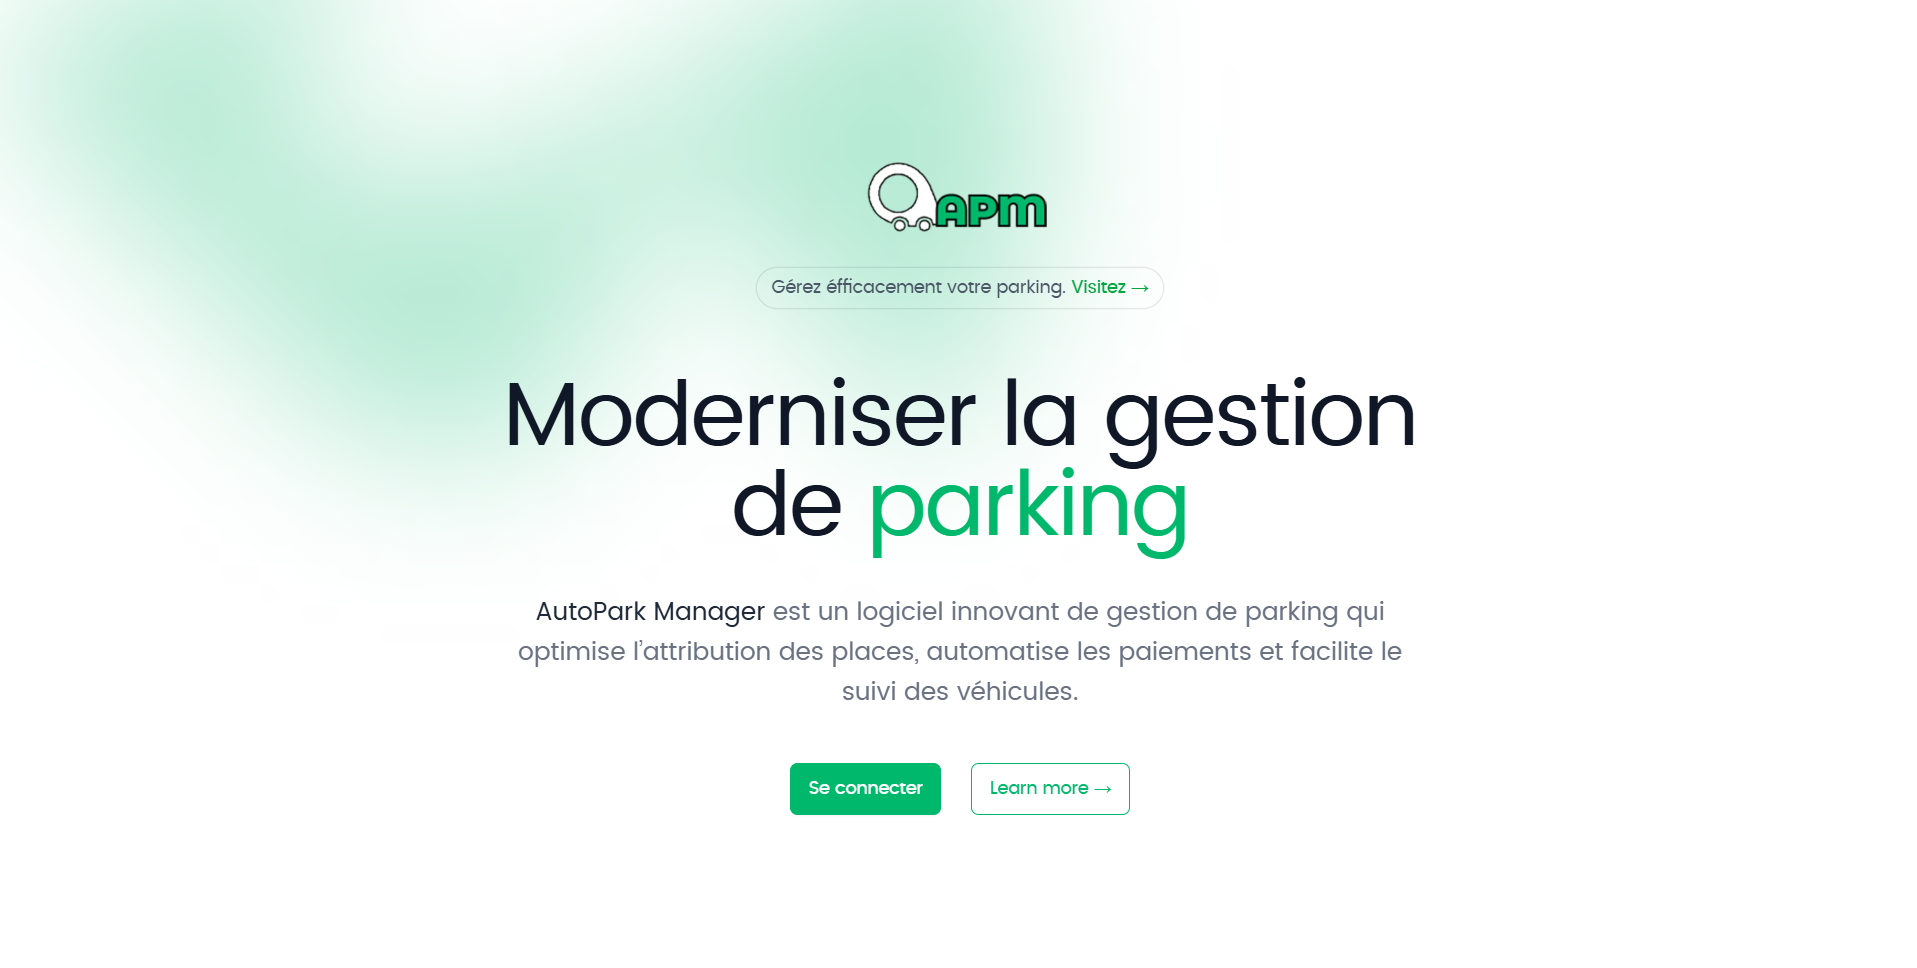 APM
Gérez éfficacement votre parking. Visitez →
Moderniser la gestion
de parking
AutoPark Manager est un logiciel innovant de gestion de parking qui
optimise l’attribution des places, automatise les paiements et facilite le
suivi des véhicules.
Se connecter
Learn more →